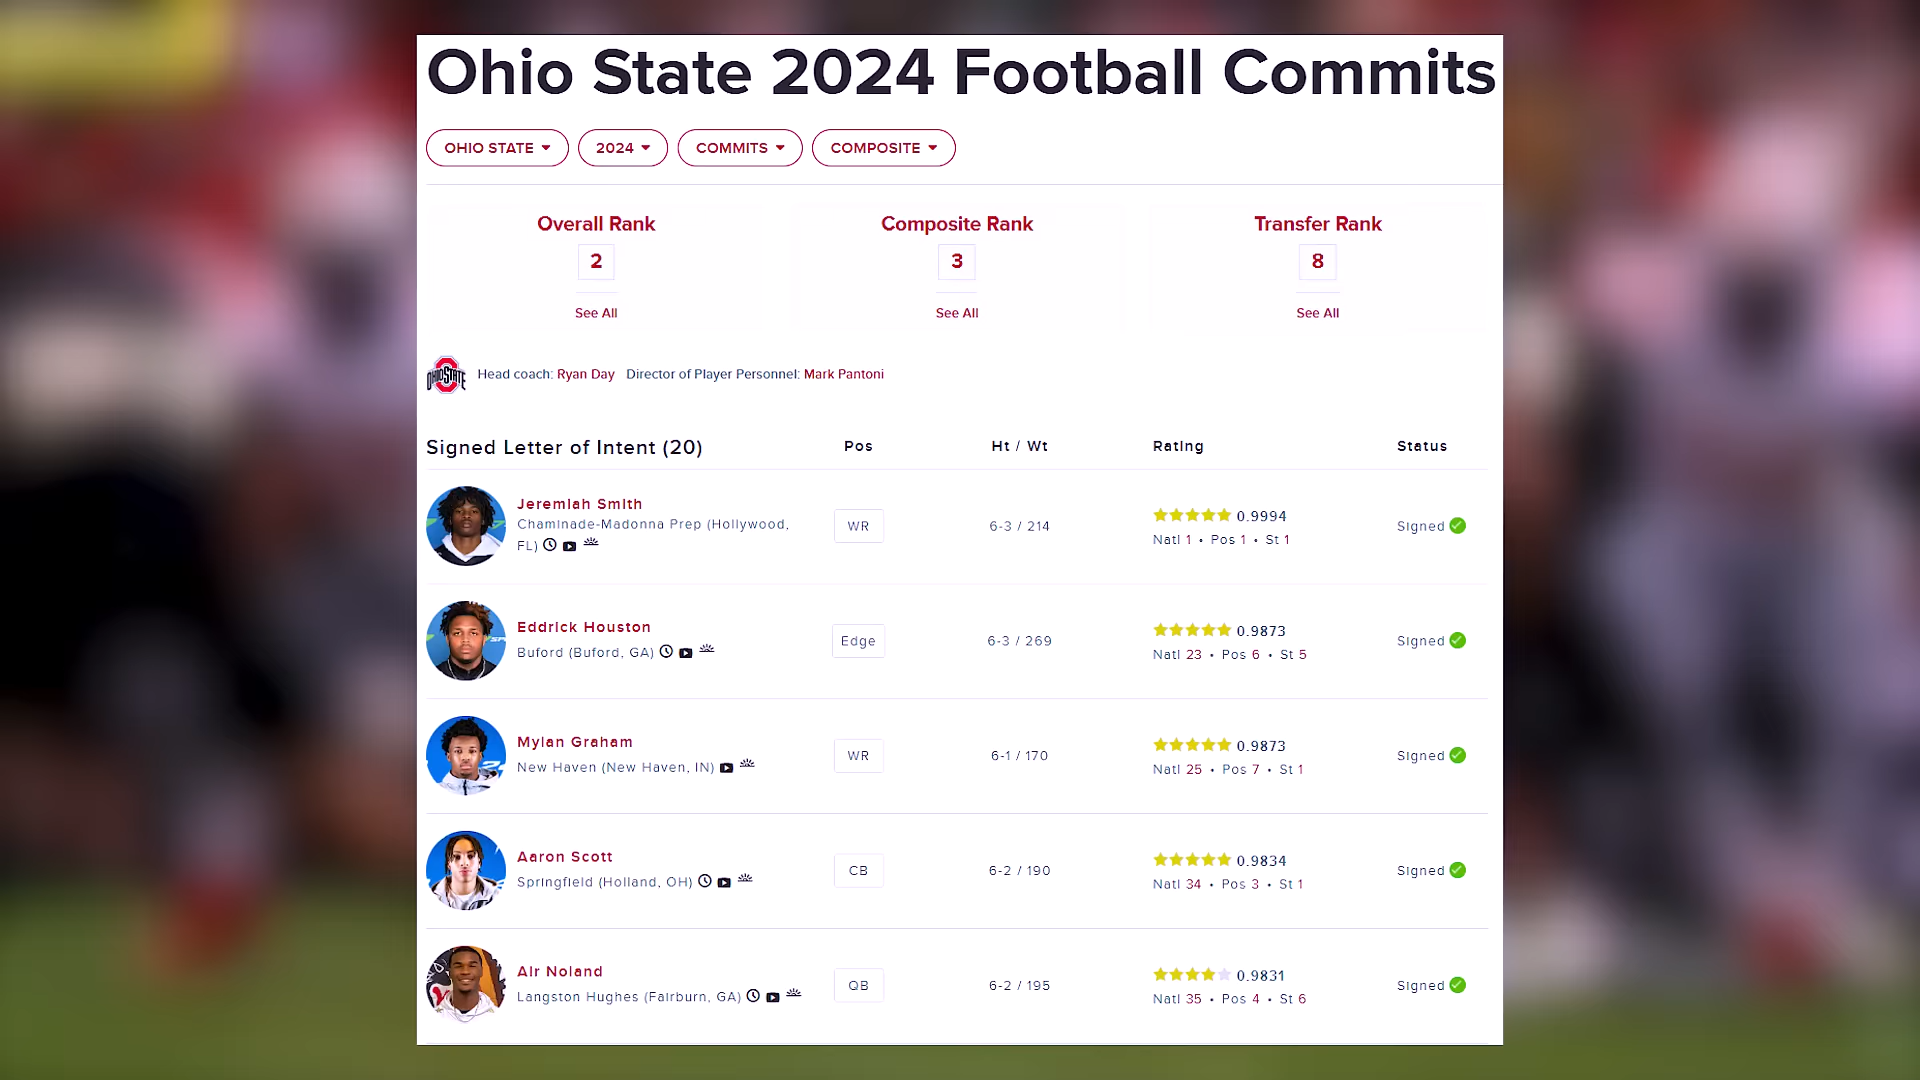 Ohio State 2024 Football Commits
OHIO STATE
2024
COMMITS
COMPOSITE
Overall Rank
Composite Rank
Transfer Rank
2
3
8
See All
See All
See All
OHIO STATE
Head coach: Ryan Day Director of Player Personnel: Mark Pantoni
Signed Letter of Intent (20) Pos Ht / Wt Rating Status
Jeremiah Smith
Chaminade-Madonna Prep (Hollywood,
FL)
WR
6-3 / 214
0.9994
Natl 1 • Pos 1 • St 1
Signed
Eddrick Houston
Buford (Buford, GA)
Edge
6-3 / 269
0.9873
Natl 23 • Pos 6 • St 5
Signed
Mylan Graham
New Haven (New Haven, IN)
WR
6-1 / 170
0.9873
Natl 25 • Pos 7 • St 1
Signed
Aaron Scott
Springfield (Holland, OH)
CB
6-2 / 190
0.9834
Natl 34 • Pos 3 • St 1
Signed
Air Noland
Langston Hughes (Fairburn, GA)
QB
6-2 / 195
0.9831
Natl 35 • Pos 4 • St 6
Signed